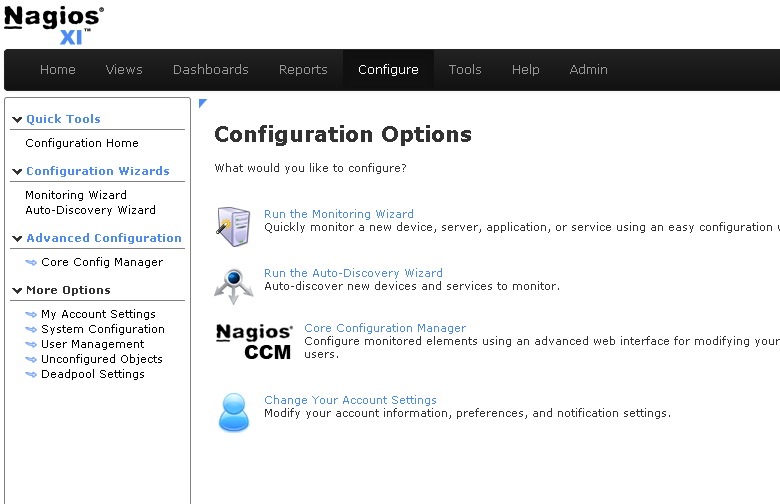 Nagios®
XI™
Home Views Dashboards Reports Configure Tools Help Admin
Quick Tools
Configuration Home
Configuration Wizards
Monitoring Wizard
Auto-Discovery Wizard
Advanced Configuration
Core Config Manager
More Options
My Account Settings
System Configuration
User Management
Unconfigured Objects
Deadpool Settings
Configuration Options
What would you like to configure?
Run the Monitoring Wizard
Quickly monitor a new device, server, application, or service using an easy configuration
Run the Auto-Discovery Wizard
Auto-discover new devices and services to monitor.
Nagios®
CCM
Core Configuration Manager
Configure monitored elements using an advanced web interface for modifying your
users.
Change Your Account Settings
Modify your account information, preferences, and notification settings.